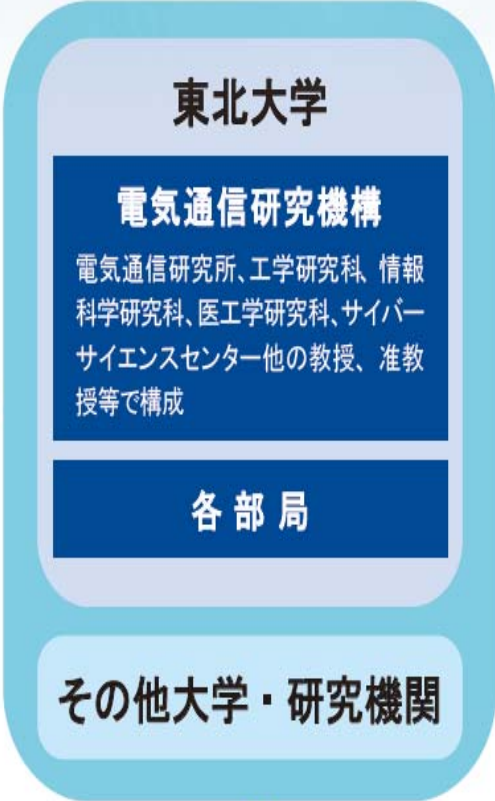 東北大学
電気通信研究機構
電気通信研究所、工学研究科、情報
科学研究科、医工学研究科、サイバー
サイエンスセンター他の教授、准教
授等で構成
各部局
その他大学・研究機関